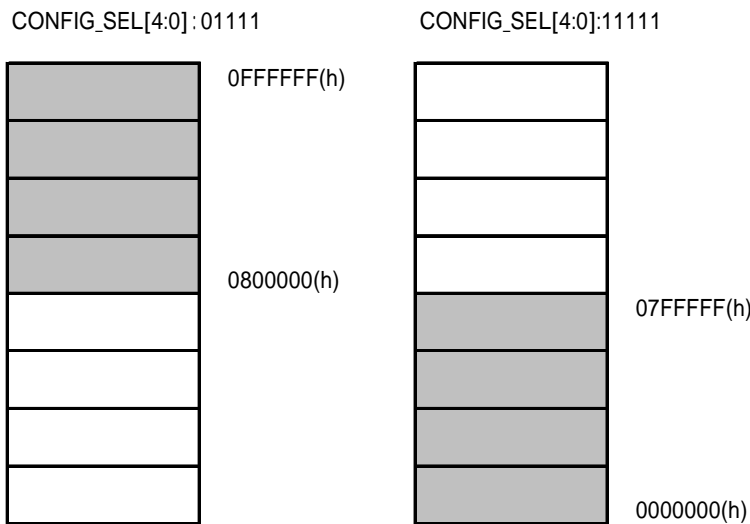 CONFIG_SEL[4:0] : 01111
CONFIG_SEL[4:0]:11111
0FFFFFF(h)
0800000(h)
07FFFFF(h)
0000000(h)